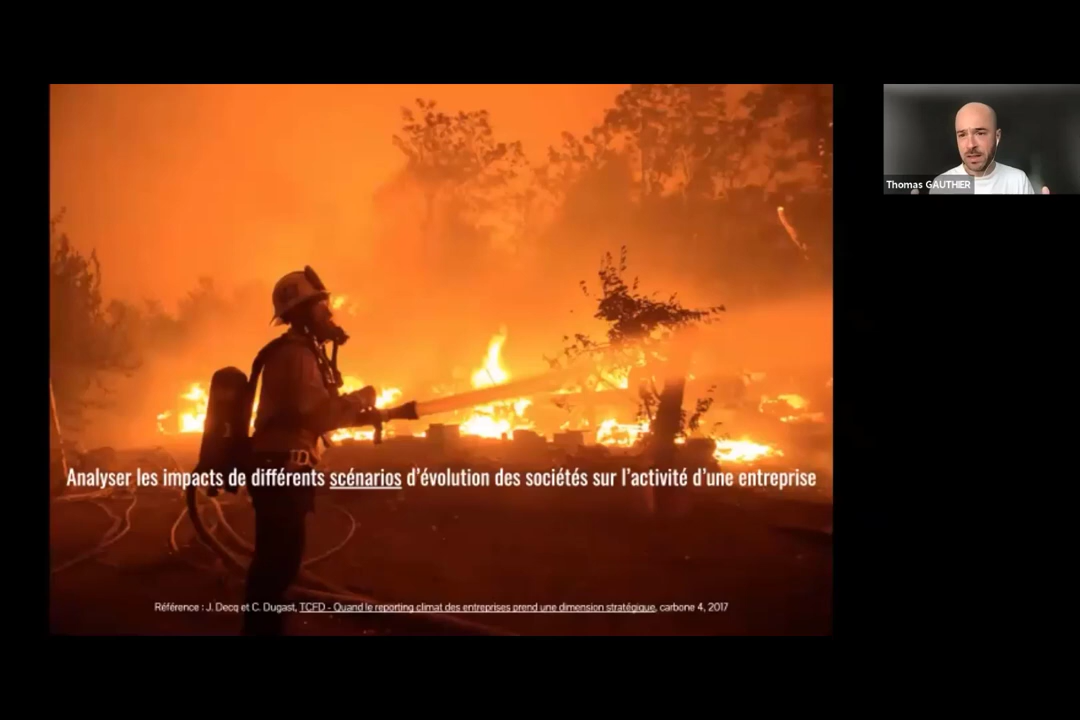 Thomas GAUTHIER
Analyser les impacts de différents scénarios d'évolution des sociétés sur l'activité d'une entreprise
Référence : J. Decq et C. Dugast, TCFD - Quand le reporting climat des entreprises prend une dimension stratégique, carbone 4, 2017